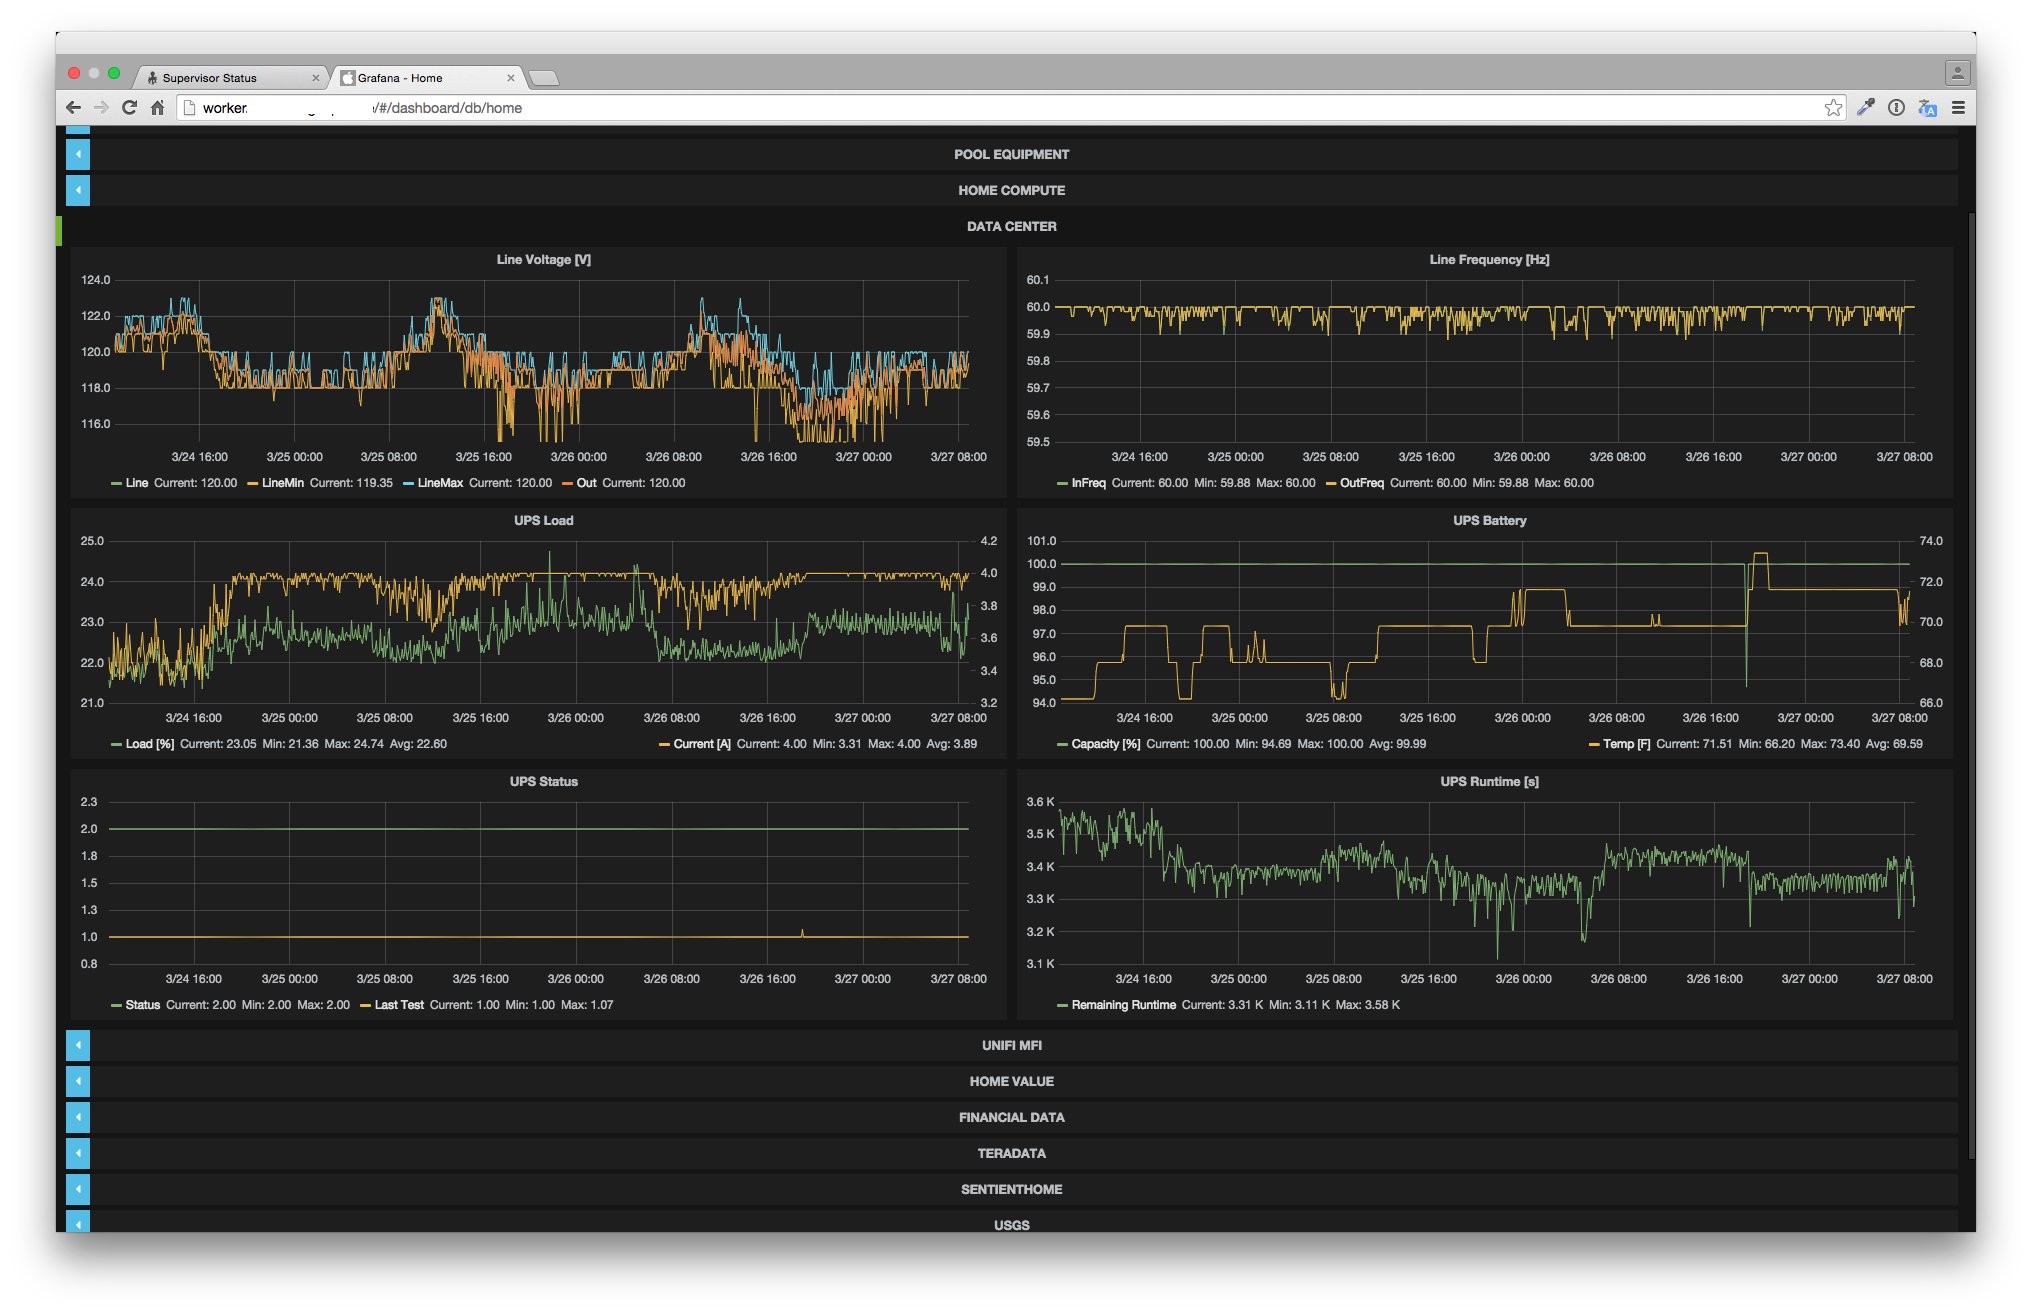 Supervisor Status
Grafana - Home
worker. /#/dashboard/db/home
POOL EQUIPMENT
HOME COMPUTE
DATA CENTER
Line Voltage [V]
124.0
122.0
120.0
118.0
116.0
3/24 16:00 3/25 00:00 3/25 08:00 3/25 16:00 3/26 00:00 3/26 08:00 3/26 16:00 3/27 00:00 3/27 08:00
Line Current: 120.00 LineMin Current: 119.35 LineMax Current: 120.00 Out Current: 120.00
Line Frequency [Hz]
60.1
60.0
59.9
59.8
59.7
59.6
59.5
3/24 16:00 3/25 00:00 3/25 08:00 3/25 16:00 3/26 00:00 3/26 08:00 3/26 16:00 3/27 00:00 3/27 08:00
InFreq Current: 60.00 Min: 59.88 Max: 60.00 OutFreq Current: 60.00 Min: 59.88 Max: 60.00
UPS Load
25.0 4.2
24.0 4.0
23.0 3.8
22.0 3.6
21.0 3.4
3.2
3/24 16:00 3/25 00:00 3/25 08:00 3/25 16:00 3/26 00:00 3/26 08:00 3/26 16:00 3/27 00:00 3/27 08:00
Load [%] Current: 23.05 Min: 21.36 Max: 24.74 Avg: 22.60 Current [A] Current: 4.00 Min: 3.31 Max: 4.00 Avg: 3.89
UPS Battery
101.0 74.0
100.0 72.0
99.0 70.0
98.0 68.0
97.0 66.0
96.0
95.0
94.0
3/24 16:00 3/25 00:00 3/25 08:00 3/25 16:00 3/26 00:00 3/26 08:00 3/26 16:00 3/27 00:00 3/27 08:00
Capacity [%] Current: 100.00 Min: 94.69 Max: 100.00 Avg: 99.99 Temp [F] Current: 71.51 Min: 66.20 Max: 73.40 Avg: 69.59
UPS Status
2.3
2.0
1.8
1.5
1.3
1.0
0.8
3/24 16:00 3/25 00:00 3/25 08:00 3/25 16:00 3/26 00:00 3/26 08:00 3/26 16:00 3/27 00:00 3/27 08:00
Status Current: 2.00 Min: 2.00 Max: 2.00 Last Test Current: 1.00 Min: 1.00 Max: 1.07
UPS Runtime [s]
3.6 K
3.5 K
3.4 K
3.3 K
3.2 K
3.1 K
3/24 16:00 3/25 00:00 3/25 08:00 3/25 16:00 3/26 00:00 3/26 08:00 3/26 16:00 3/27 00:00 3/27 08:00
Remaining Runtime Current: 3.31 K Min: 3.11 K Max: 3.58 K
UNIFI MFI
HOME VALUE
FINANCIAL DATA
TERADATA
SENTIENTHOME
USGS